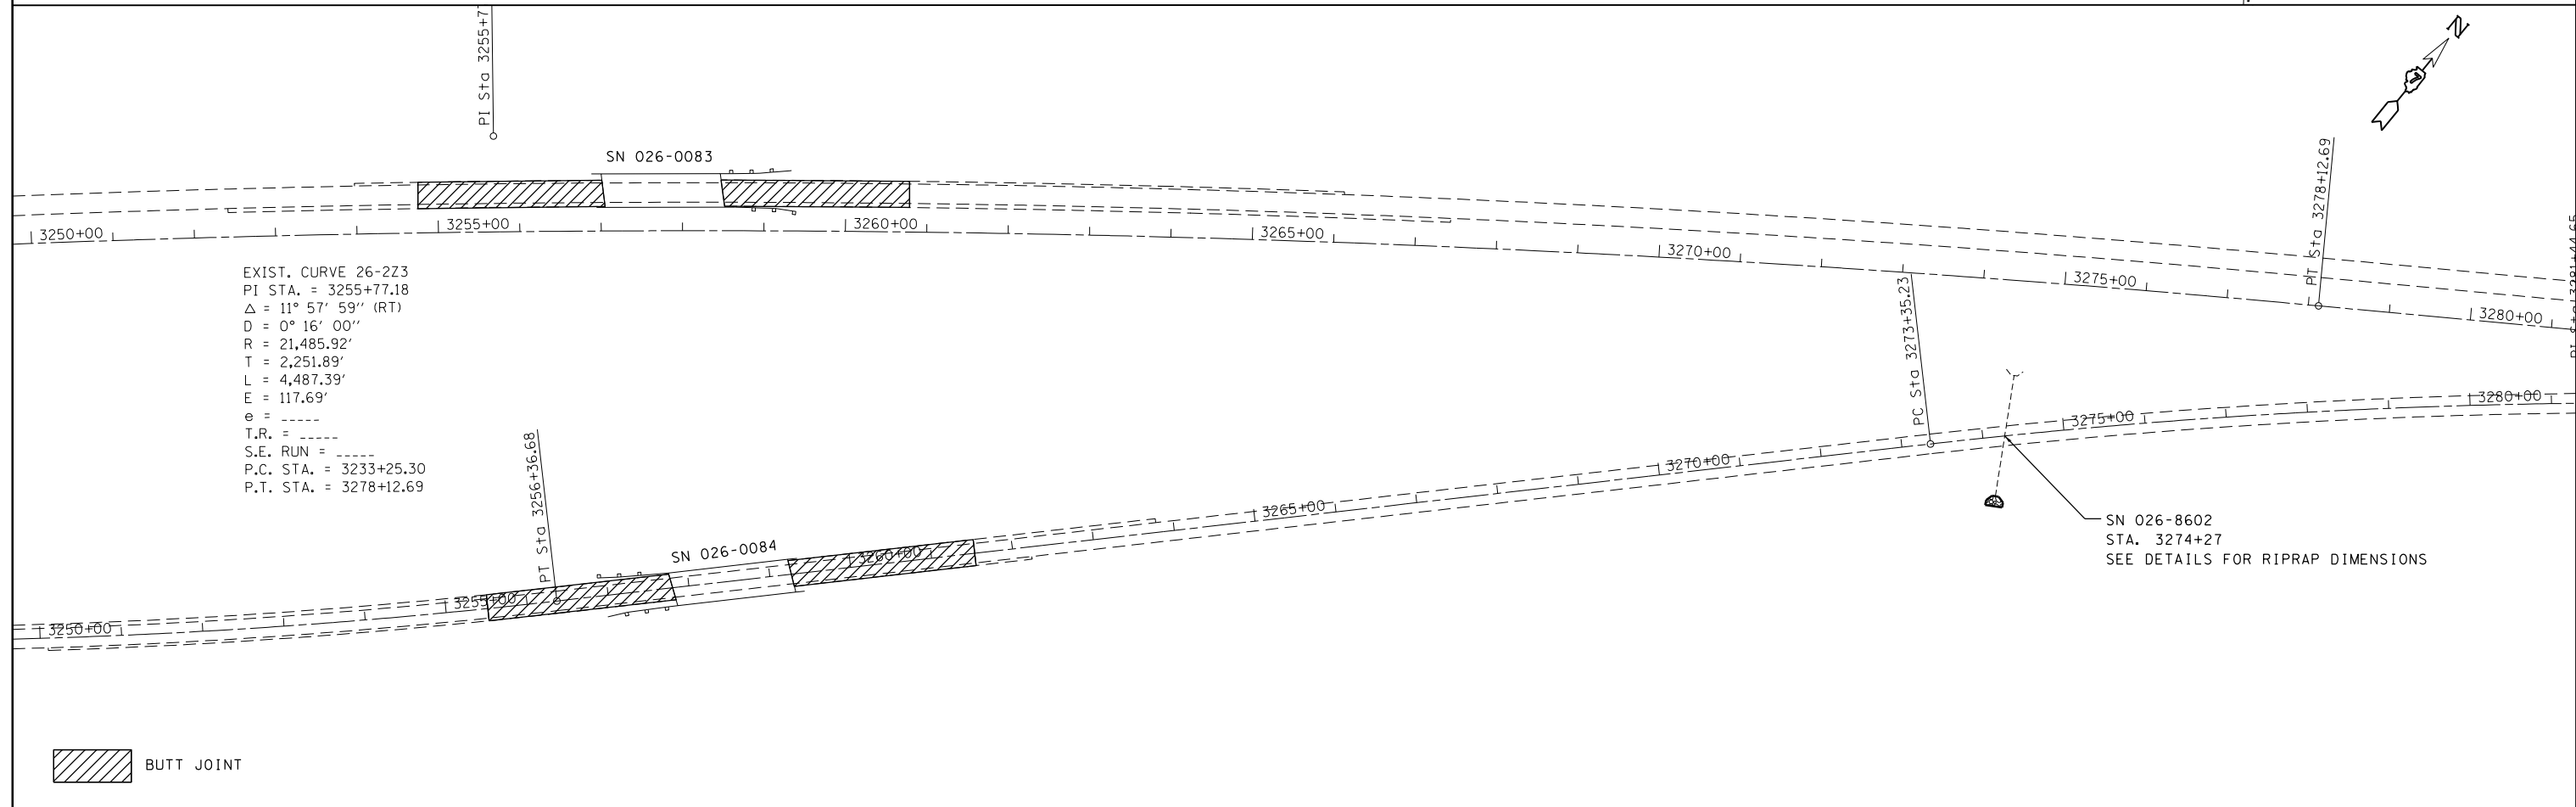 PI Sta 3255+7
N
SN 026-0083
PT Sta 3278+12.69
3250+00
3255+00
3260+00
3265+00
3270+00
3275+00
3280+00
PI Sta 3281+44.65
EXIST. CURVE 26-2Z3
PI STA. = 3255+77.18
Δ = 11° 57' 59'' (RT)
D = 0° 16' 00''
R = 21,485.92'
T = 2,251.89'
L = 4,487.39'
E = 117.69'
e = _____
T.R. = _____
S.E. RUN = _____
P.C. STA. = 3233+25.30
P.T. STA. = 3278+12.69
PC Sta 3273+35.23
PT Sta 3256+36.68
SN 026-0084
3250+00
3255+00
3260+00
3265+00
3270+00
3275+00
3280+00
SN 026-8602
STA. 3274+27
SEE DETAILS FOR RIPRAP DIMENSIONS
BUTT JOINT